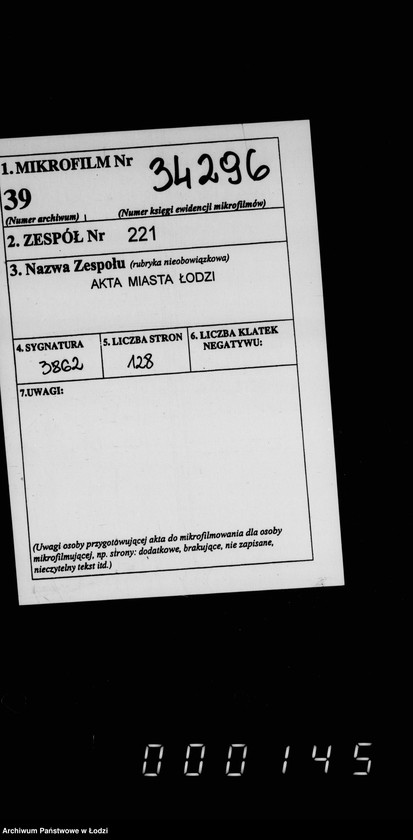 1. MIKROFILM Nr 34296
39
(Numer archiwum) (Numer księgi ewidencji mikrofilmów)
2. ZESPÓŁ Nr 221
3. Nazwa Zespołu (rubryka nieobowiązkowa)
AKTA MIASTA ŁODZI
4. SYGNATURA 5. LICZBA STRON 6. LICZBA KLATEK
NEGATYWU:
3862 128
7.UWAGI:
(Uwagi osoby przygotowującej akta do mikrofilmowania dla osoby
mikrofilmującej, np. strony: dodatkowe, brakujące, nie zapisane,
nieczytelny tekst itd.)
000145
Archiwum Państwowe w Łodzi